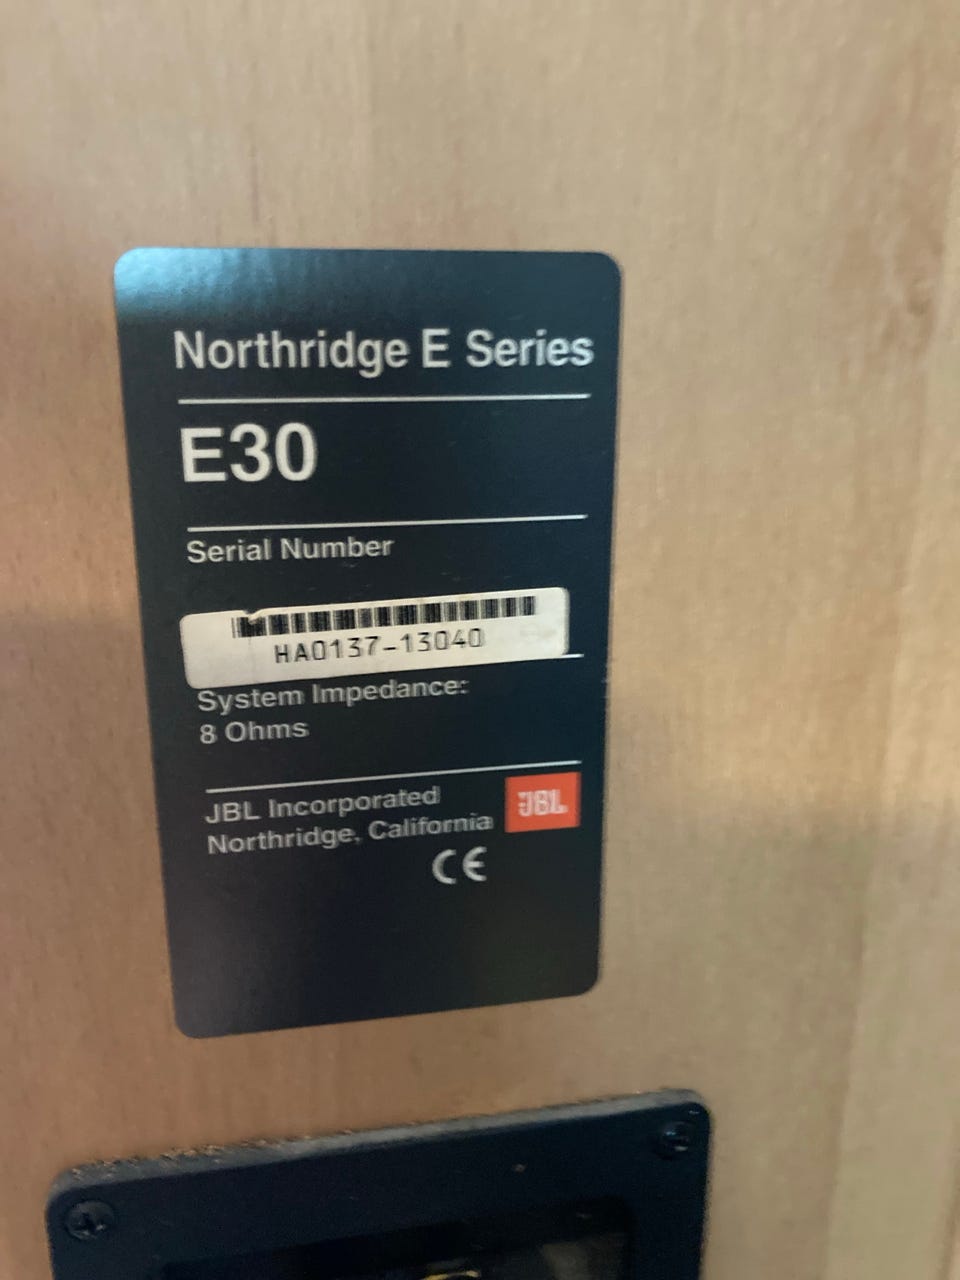 Northridge E Series
E30
Serial Number
HA0137-13040
System Impedance:
8 Ohms
JBL Incorporated
Northridge, California
JBL
CE